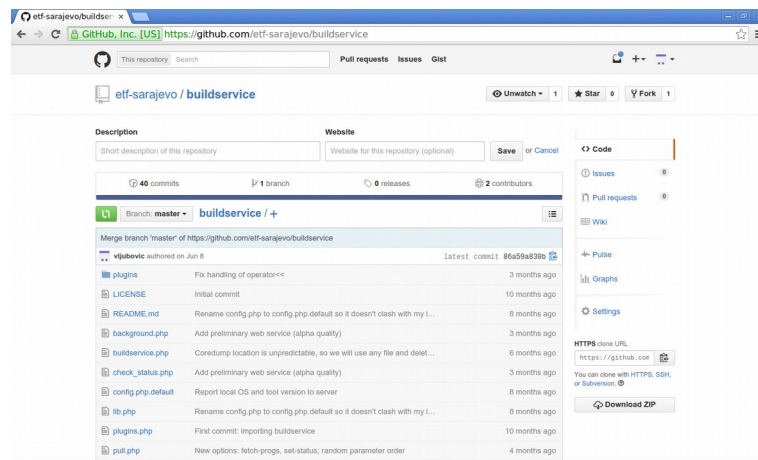 etf-sarajevo/buildserv
GitHub, Inc. [US] https://github.com/etf-sarajevo/buildservice
This repository Search
Pull requests Issues Gist
etf-sarajevo / buildservice
Unwatch 1
Star 0
Fork 1
Description
Website
Short description of this repository
Website for this repository (optional)
Save or Cancel
40 commits
1 branch
0 releases
2 contributors
Branch: master
buildservice / +
Merge branch 'master' of https://github.com/etf-sarajevo/buildservice
vljubovic authored on Jun 8
latest commit 86a59a838b
plugins Fix handling of operator<< 3 months ago
LICENSE Initial commit 10 months ago
README.md Rename config.php to config.php.default so it doesn't clash with my l... 8 months ago
background.php Add preliminary web service (alpha quality) 3 months ago
buildservice.php Coredump location is unpredictable, so we will use any file and delet... 6 months ago
check_status.php Add preliminary web service (alpha quality) 3 months ago
config.php.default Report local OS and tool version to server 8 months ago
lib.php Rename config.php to config.php.default so it doesn't clash with my l... 8 months ago
plugins.php First commit: importing buildservice 10 months ago
pull.php New options: fetch-progs, set-status; random parameter order 4 months ago
Code
Issues 0
Pull requests 0
Wiki
Pulse
Graphs
Settings
HTTPS clone URL
https://github.com
You can clone with HTTPS, SSH,
or Subversion.
Download ZIP